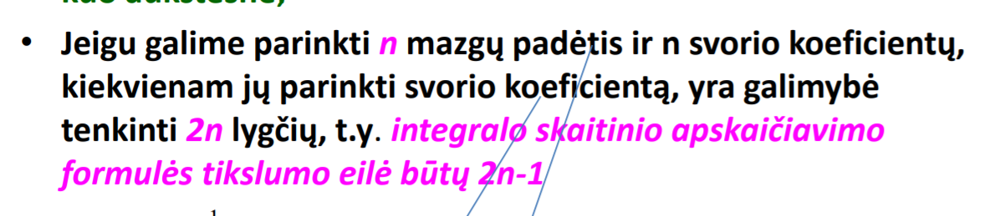 • Jeigu galime parinkti n mazgų padėtis ir n svorio koeficientų,
kiekvienam jų parinkti svorio koeficientą, yra galimybė
tenkinti 2n lygčių, t.y. integralo skaitinio apskaičiavimo
formulės tikslumo eilė būtų 2n-1